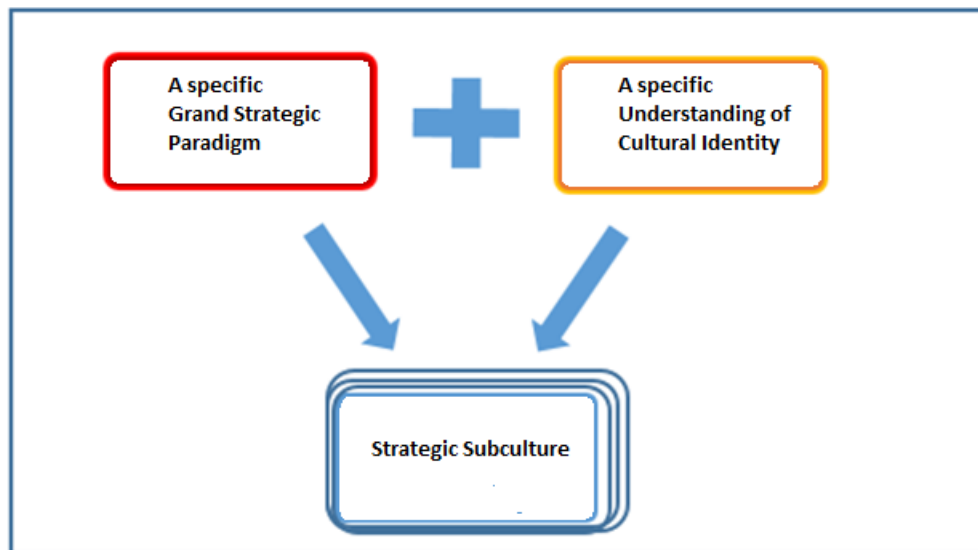 A specific
Grand Strategic
Paradigm
A specific
Understanding of
Cultural Identity
Strategic Subculture